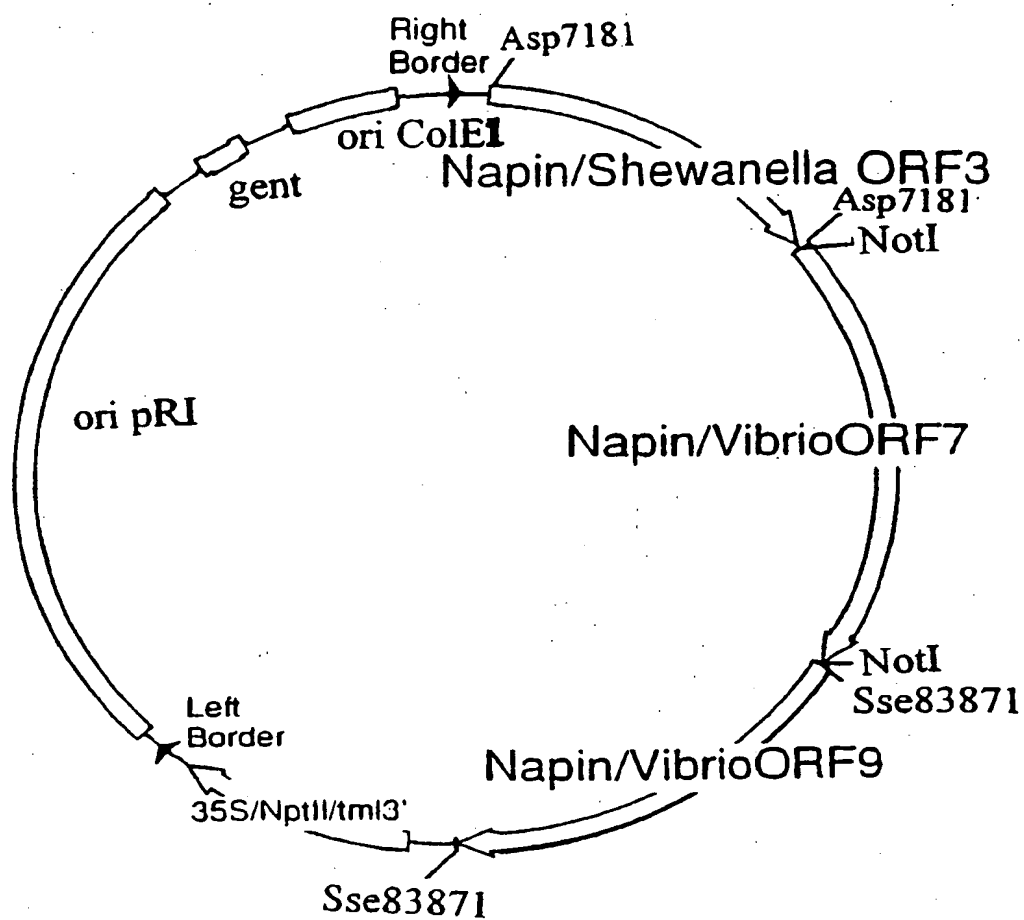 Right
Border
Asp7181
ori ColE1
gent
Napin/Shewanella ORF3
Asp7181
NotI
ori pRI
Napin/VibrioORF7
NotI
Sse83871
Left
Border
Napin/VibrioORF9
35S/NptII/tml3'
Sse83871